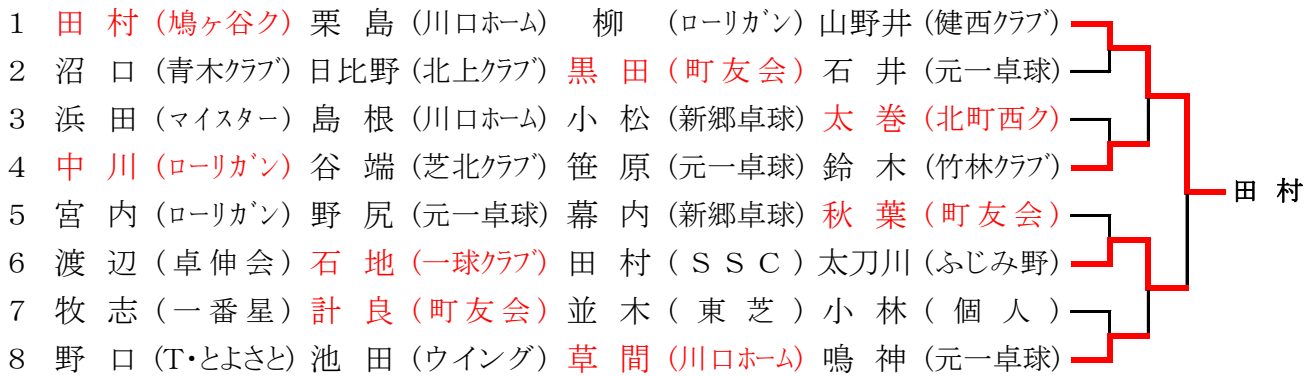 1 田村 (鳩ヶ谷ク) 栗島 (川口ホーム) 柳 (ローリガン) 山野井 (健西クラブ)
2 沼口 (青木クラブ) 日比野 (北上クラブ) 黒田 (町友会) 石井 (元一卓球)
3 浜田 (マイスター) 島根 (川口ホーム) 小松 (新郷卓球) 太巻 (北町西ク)
4 中川 (ローリガン) 谷端 (芝北クラブ) 笹原 (元一卓球) 鈴木 (竹林クラブ)
田村
5 宮内 (ローリガン) 野尻 (元一卓球) 幕内 (新郷卓球) 秋葉 (町友会)
6 渡辺 (卓伸会) 石地 (一球クラブ) 田村 (SSC) 太刀川 (ふじみ野)
7 牧志 (一番星) 計良 (町友会) 並木 (東芝) 小林 (個人)
8 野口 (T・とよさと) 池田 (ウイング) 草間 (川口ホーム) 鳴神 (元一卓球)